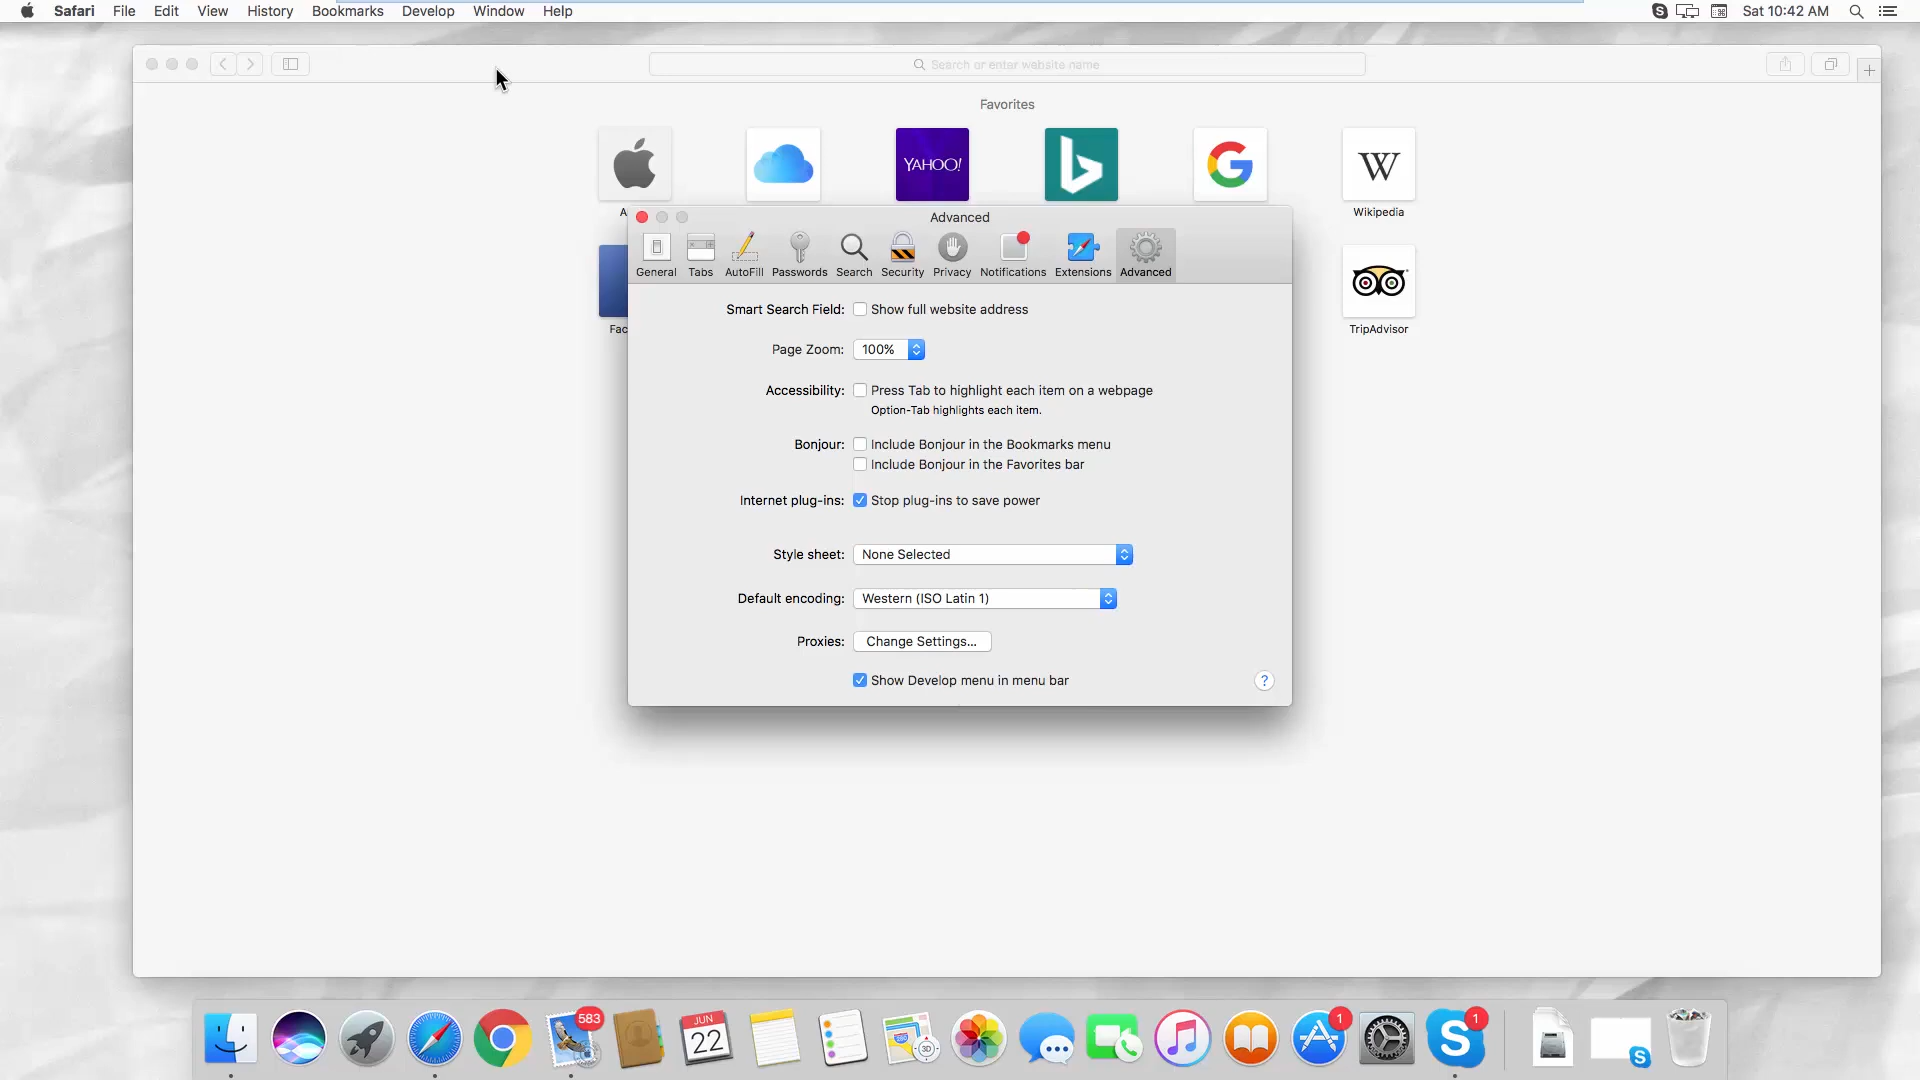 Safari File Edit View History Bookmarks Develop Window Help
Sat 10:42 AM
Search or enter website name
Favorites
YAHOO!
W
Wikipedia
Advanced
General Tabs AutoFill Passwords Search Security Privacy Notifications Extensions Advanced
Smart Search Field: Show full website address
Fac
TripAdvisor
Page Zoom: 100%
Accessibility: Press Tab to highlight each item on a webpage
Option-Tab highlights each item.
Bonjour: Include Bonjour in the Bookmarks menu
Include Bonjour in the Favorites bar
Internet plug-ins: Stop plug-ins to save power
Style sheet: None Selected
Default encoding: Western (ISO Latin 1)
Proxies: Change Settings...
Show Develop menu in menu bar
?
583
JUN
22
280
3D
1
1